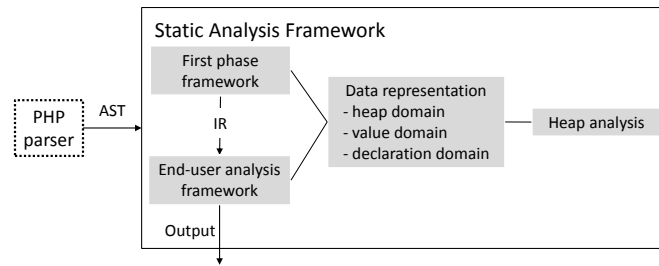 Static Analysis Framework
First phase
framework
Data representation
- heap domain
- value domain
- declaration domain
Heap analysis
AST
PHP
parser
IR
End-user analysis
framework
Output